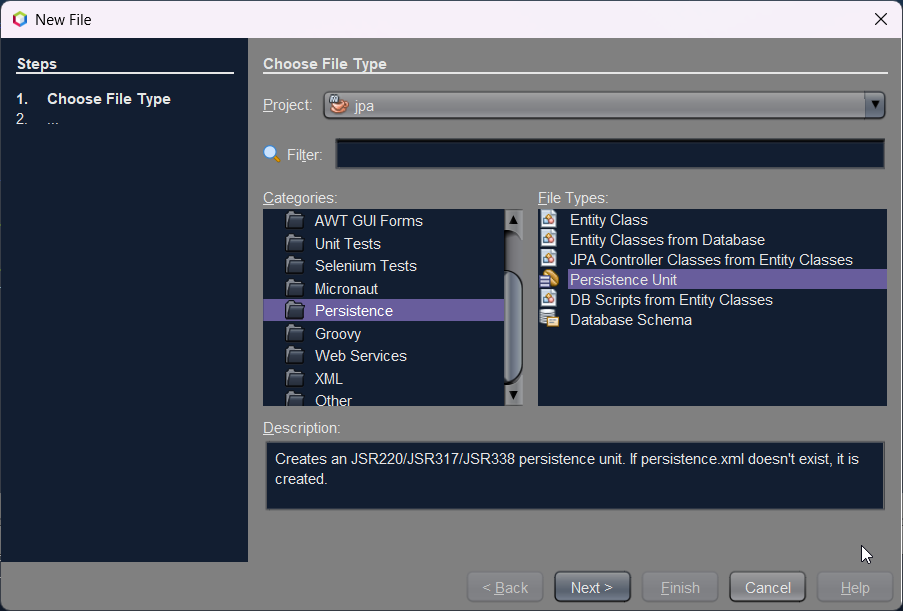 New File
Steps
1. Choose File Type
2. ...
Choose File Type
Project: jpa
Filter:
Categories:
AWT GUI Forms
Unit Tests
Selenium Tests
Micronaut
Persistence
Groovy
Web Services
XML
Other
File Types:
Entity Class
Entity Classes from Database
JPA Controller Classes from Entity Classes
Persistence Unit
DB Scripts from Entity Classes
Database Schema
Description:
Creates an JSR220/JSR317/JSR338 persistence unit. If persistence.xml doesn't exist, it is
created.
< Back Next > Finish Cancel Help